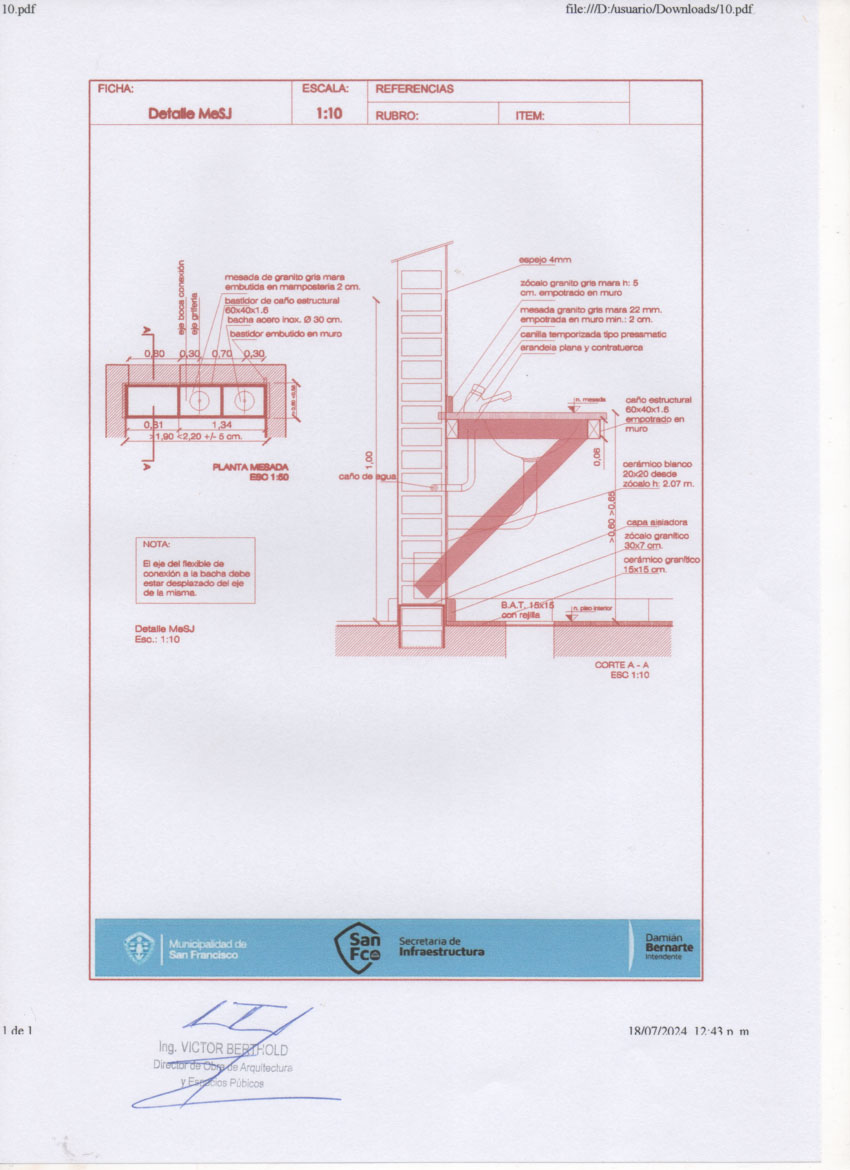 10.pdf
file:///D:/usuario/Downloads/10.pdf
FICHA:
Detalle MeSJ
ESCALA:
1:10
REFERENCIAS
RUBRO:
ITEM:
eje boca conexión
eje grifería
mesada de granito gris mara
embutida en mampostería 2 cm.
bastidor de caño estructural
60x40x1.6
bacha acero inox. Ø 30 cm.
bastidor embutido en muro
A
0,80
0,30
0,70
0,30
0,81
1,34
>1,90 <2,20 +/- 5 cm.
A
PLANTA MESADA
ESC 1:50
NOTA:
El eje del flexible de
conexión a la bacha debe
estar desplazado del eje
de la misma.
Detalle MeSJ
Esc.: 1:10
espejo 4mm
zócalo granito gris mara h: 5
cm. empotrado en muro
mesada granito gris mara 22 mm.
empotrada en muro min.: 2 cm.
canilla temporizada tipo pressmatic
arandela plana y contratuerca
n. mesada
caño estructural
60x40x1.6
empotrado en
muro
0,06
1,00
caño de agua
cerámico blanco
20x20 desde
zócalo h: 2.07 m.
>0,60 >0,85
capa aisladora
zócalo granítico
30x7 cm.
cerámico granítico
15x15 cm.
B.A.T. 15x15
con rejilla
n. piso interior
CORTE A - A
ESC 1:10
Municipalidad de
San Francisco
San
Fco
Secretaría de
Infraestructura
Damián
Bernarte
Intendente
1 de 1
18/07/2024 12:43 p. m.
Ing. VICTOR BERTHOLD
Director de Obra de Arquitectura
y Espacios Púbicos